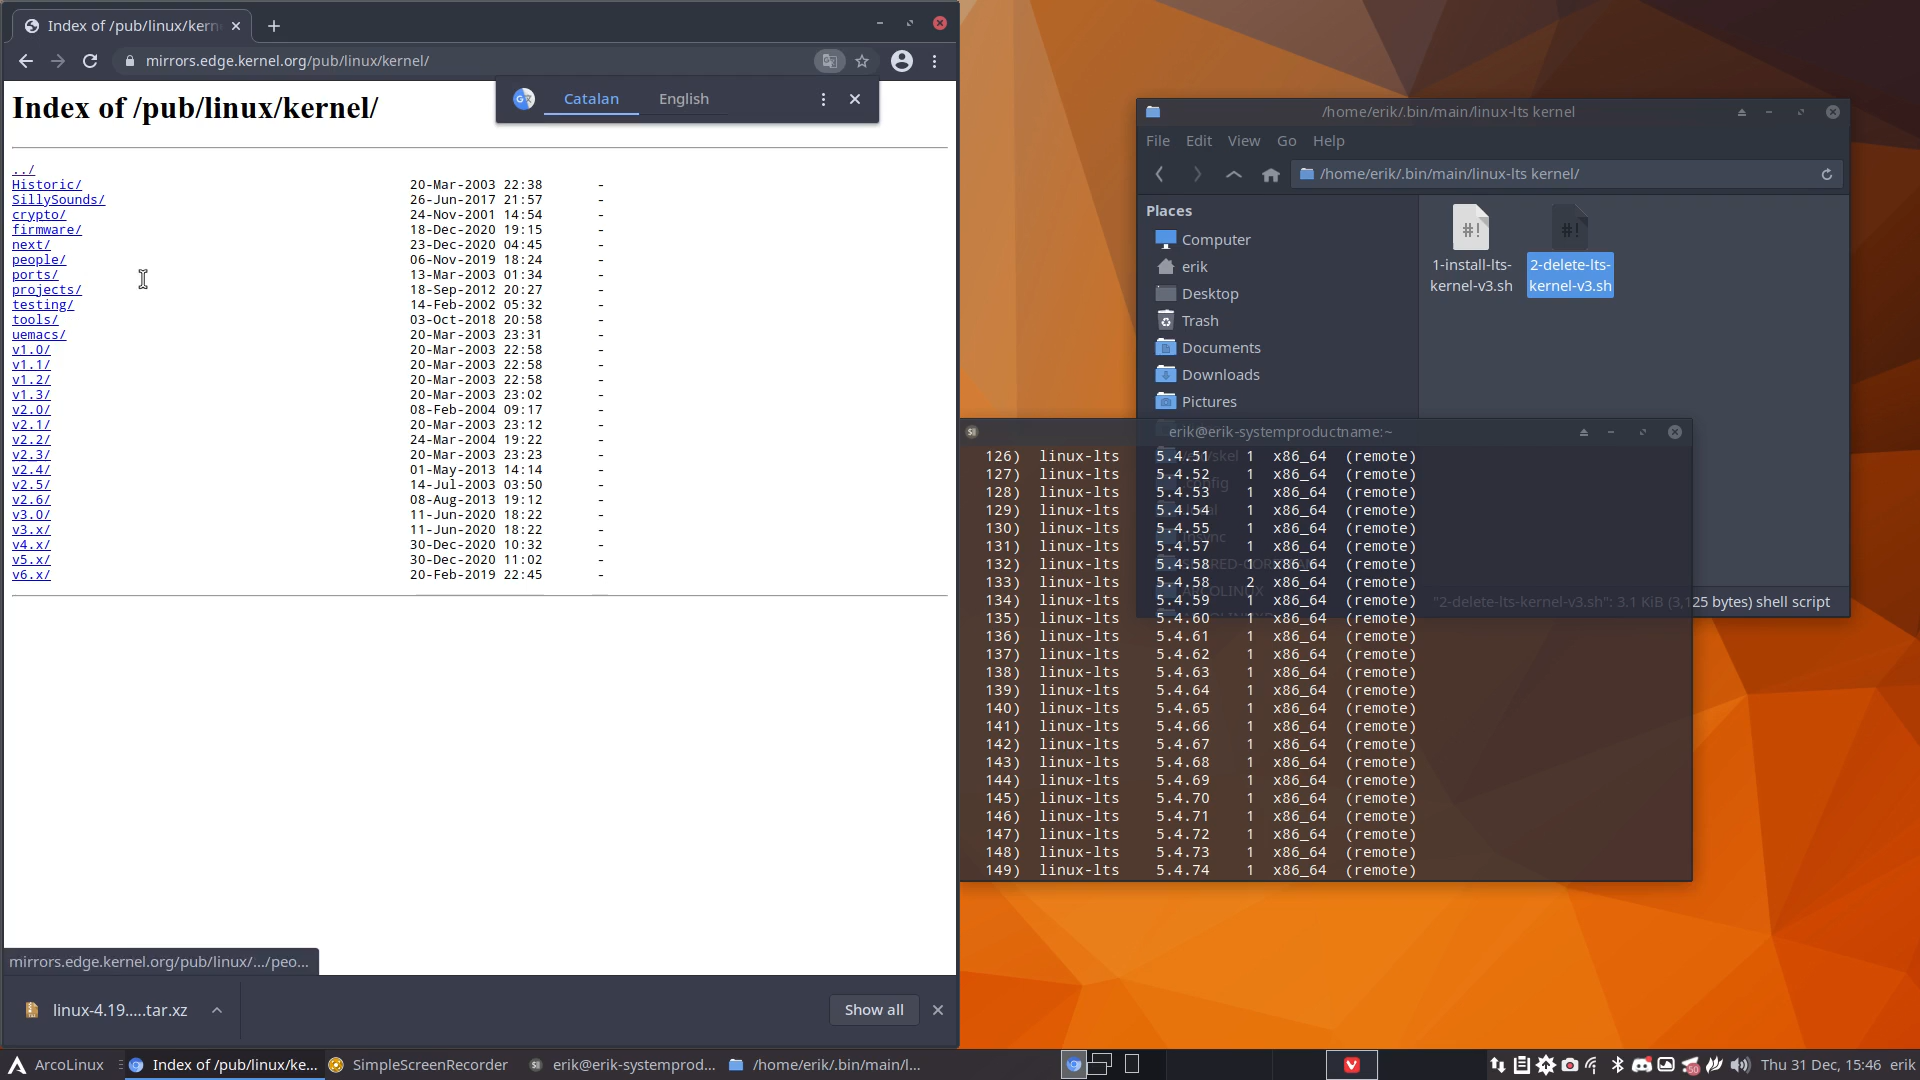 Index of /pub/linux/kern
mirrors.edge.kernel.org/pub/linux/kernel/
Catalan English
Index of /pub/linux/kernel/
../
Historic/ 20-Mar-2003 22:38 -
SillySounds/ 26-Jun-2017 21:57 -
crypto/ 24-Nov-2001 14:54 -
firmware/ 18-Dec-2020 19:15 -
next/ 23-Dec-2020 04:45 -
people/ 06-Nov-2019 18:24 -
ports/ 13-Mar-2003 01:34 -
projects/ 18-Sep-2012 20:27 -
testing/ 14-Feb-2002 05:32 -
tools/ 03-Oct-2018 20:58 -
uemacs/ 20-Mar-2003 23:31 -
v1.0/ 20-Mar-2003 22:58 -
v1.1/ 20-Mar-2003 22:58 -
v1.2/ 20-Mar-2003 22:58 -
v1.3/ 20-Mar-2003 23:02 -
v2.0/ 08-Feb-2004 09:17 -
v2.1/ 20-Mar-2003 23:12 -
v2.2/ 24-Mar-2004 19:22 -
v2.3/ 20-Mar-2003 23:23 -
v2.4/ 01-May-2013 14:14 -
v2.5/ 14-Jul-2003 03:50 -
v2.6/ 08-Aug-2013 19:12 -
v3.0/ 11-Jun-2020 18:22 -
v3.x/ 11-Jun-2020 18:22 -
v4.x/ 30-Dec-2020 10:32 -
v5.x/ 30-Dec-2020 11:02 -
v6.x/ 20-Feb-2019 22:45 -
mirrors.edge.kernel.org/pub/linux/.../peo...
linux-4.19.....tar.xz
Show all
/home/erik/.bin/main/linux-lts kernel
File Edit View Go Help
/home/erik/.bin/main/linux-lts kernel/
Places
Computer
erik
Desktop
Trash
Documents
Downloads
Pictures
#!
1-install-lts-
kernel-v3.sh
#!
2-delete-lts-
kernel-v3.sh
"2-delete-lts-kernel-v3.sh": 3.1 KiB (3,125 bytes) shell script
erik@erik-systemproductname:~
126) linux-lts 5.4.51 1 x86_64 (remote)
127) linux-lts 5.4.52 1 x86_64 (remote)
128) linux-lts 5.4.53 1 x86_64 (remote)
129) linux-lts 5.4.54 1 x86_64 (remote)
130) linux-lts 5.4.55 1 x86_64 (remote)
131) linux-lts 5.4.57 1 x86_64 (remote)
132) linux-lts 5.4.58 1 x86_64 (remote)
133) linux-lts 5.4.58 2 x86_64 (remote)
134) linux-lts 5.4.59 1 x86_64 (remote)
135) linux-lts 5.4.60 1 x86_64 (remote)
136) linux-lts 5.4.61 1 x86_64 (remote)
137) linux-lts 5.4.62 1 x86_64 (remote)
138) linux-lts 5.4.63 1 x86_64 (remote)
139) linux-lts 5.4.64 1 x86_64 (remote)
140) linux-lts 5.4.65 1 x86_64 (remote)
141) linux-lts 5.4.66 1 x86_64 (remote)
142) linux-lts 5.4.67 1 x86_64 (remote)
143) linux-lts 5.4.68 1 x86_64 (remote)
144) linux-lts 5.4.69 1 x86_64 (remote)
145) linux-lts 5.4.70 1 x86_64 (remote)
146) linux-lts 5.4.71 1 x86_64 (remote)
147) linux-lts 5.4.72 1 x86_64 (remote)
148) linux-lts 5.4.73 1 x86_64 (remote)
149) linux-lts 5.4.74 1 x86_64 (remote)
ArcoLinux Index of /pub/linux/ke... SimpleScreenRecorder erik@erik-systemprod... /home/erik/.bin/main/l... Thu 31 Dec, 15:46 erik